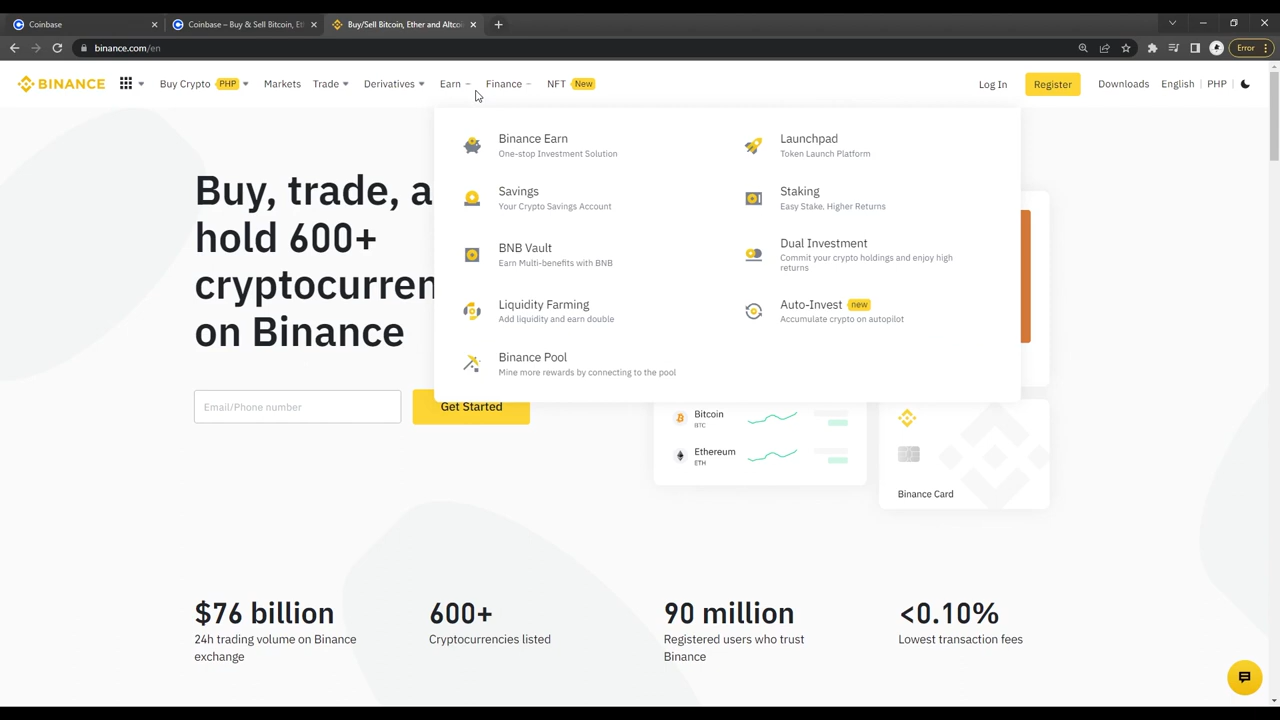 Coinbase
Coinbase – Buy & Sell Bitcoin, Et
Buy/Sell Bitcoin, Ether and Altco
binance.com/en
Error
BINANCE
Buy Crypto PHP
Markets
Trade
Derivatives
Earn
Finance
NFT New
Log In
Register
Downloads
English
PHP
Buy, trade, a
hold 600+
cryptocurren
on Binance
Email/Phone number
Get Started
Binance Earn
One-stop Investment Solution
Launchpad
Token Launch Platform
Savings
Your Crypto Savings Account
Staking
Easy Stake, Higher Returns
BNB Vault
Earn Multi-benefits with BNB
Dual Investment
Commit your crypto holdings and enjoy high
returns
Liquidity Farming
Add liquidity and earn double
Auto-Invest new
Accumulate crypto on autopilot
Binance Pool
Mine more rewards by connecting to the pool
Bitcoin
BTC
Ethereum
ETH
Binance Card
$76 billion
24h trading volume on Binance
exchange
600+
Cryptocurrencies listed
90 million
Registered users who trust
Binance
<0.10%
Lowest transaction fees